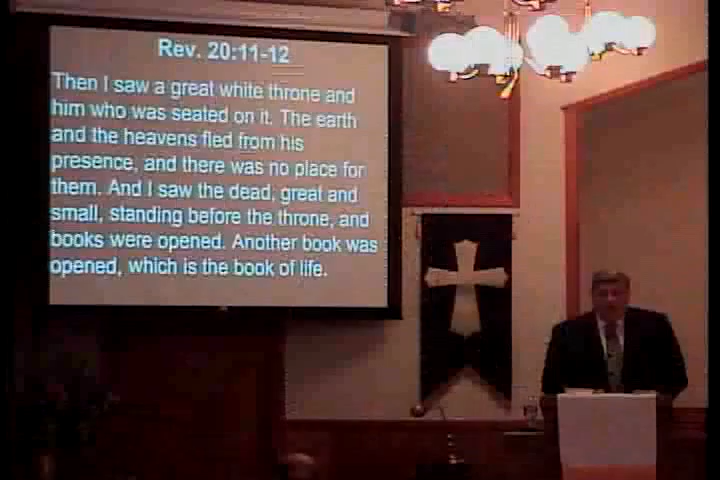 Rev. 20:11-12
Then I saw a great white throne and
him who was seated on it. The earth
and the heavens fled from his
presence, and there was no place for
them. And I saw the dead, great and
small, standing before the throne, and
books were opened. Another book was
opened, which is the book of life.